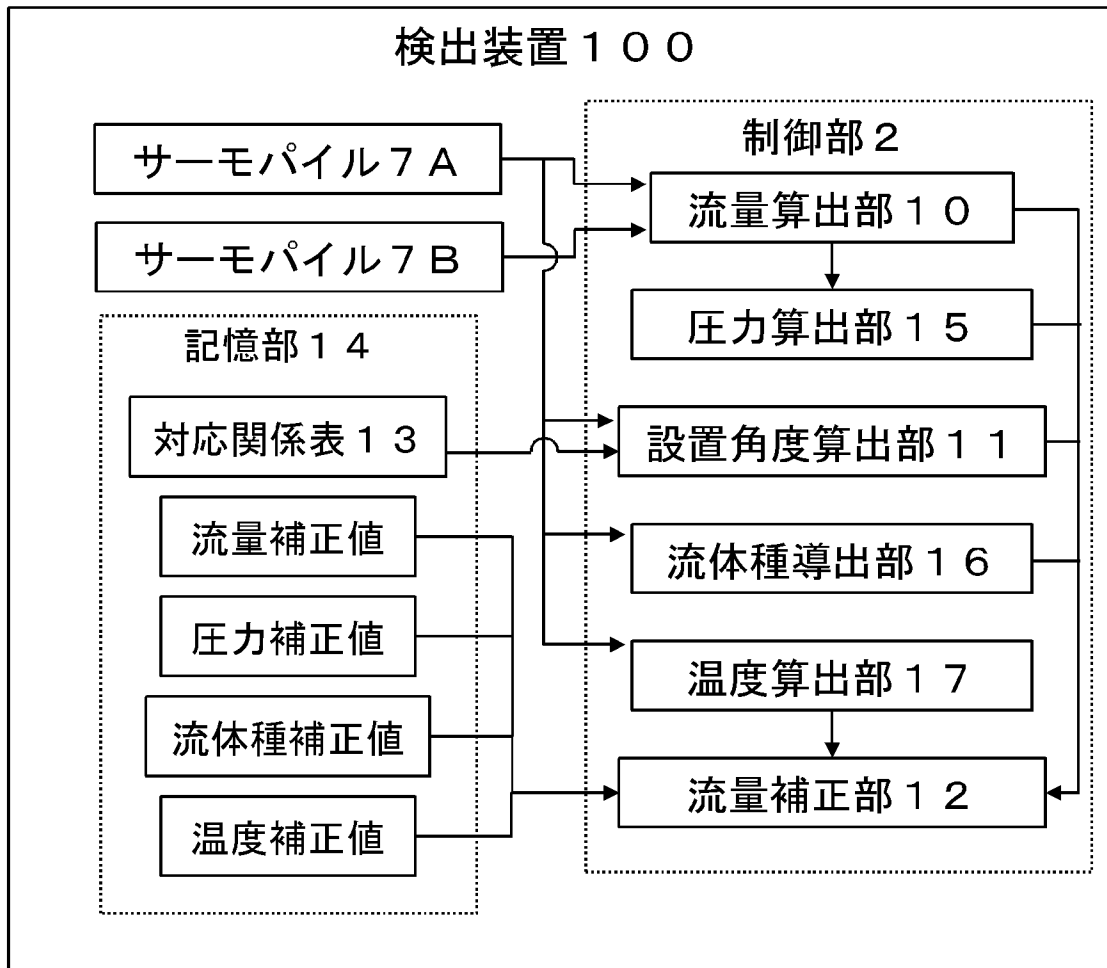 検出装置１００
サーモパイル７Ａ
サーモパイル７Ｂ
記憶部１４
対応関係表１３
流量補正値
圧力補正値
流体種補正値
温度補正値
制御部２
流量算出部１０
圧力算出部１５
設置角度算出部１１
流体種導出部１６
温度算出部１７
流量補正部１２